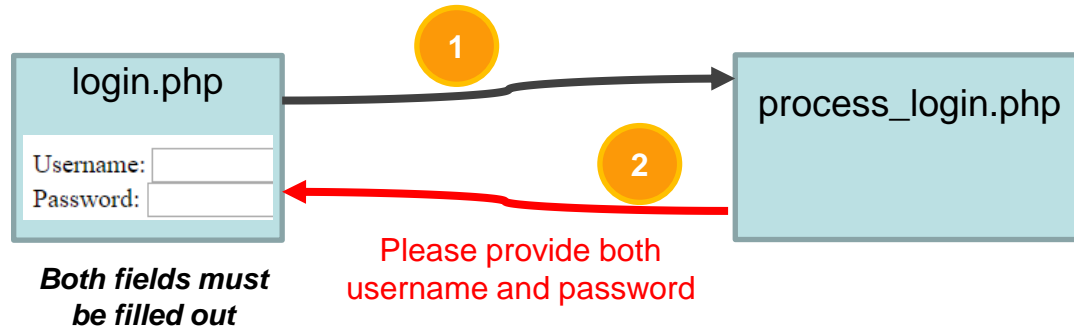 login.php
Username:
Password:
Both fields must
be filled out
1
2
Please provide both
username and password
process_login.php